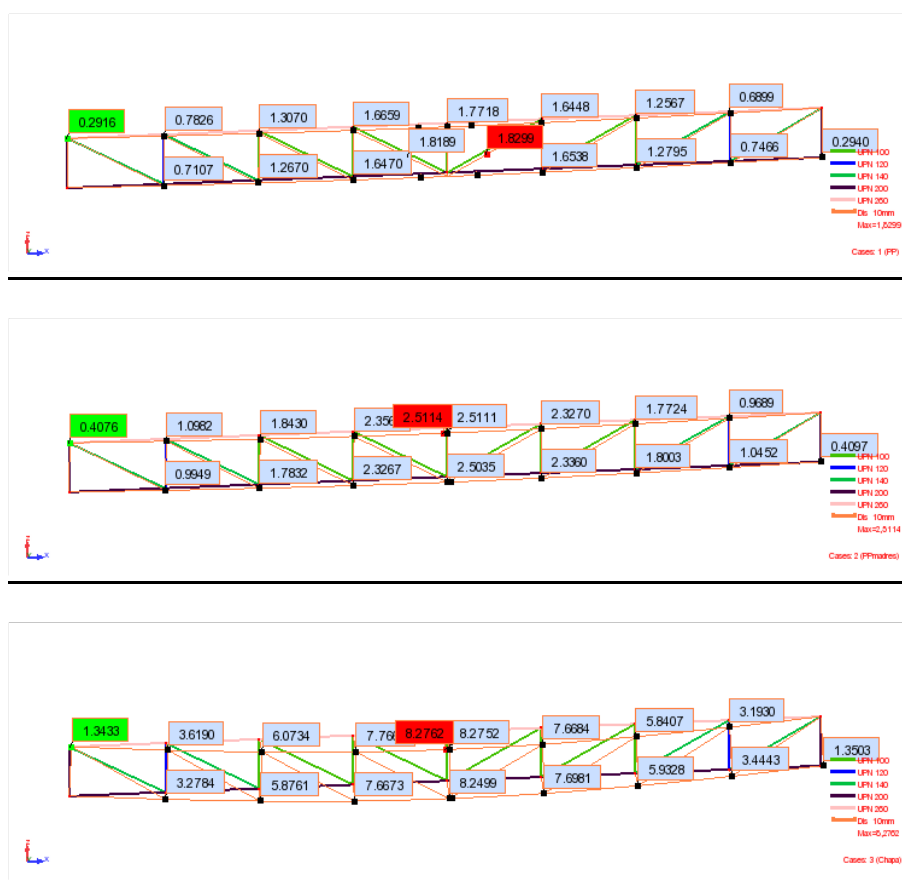 0.2916 0.7826 1.3070 1.6659 1.7718 1.6448 1.2567 0.6899
0.7107 1.2670 1.6470 1.8189 1.8299 1.6538 1.2795 0.7466 0.2940
UPN 100
UPN 120
UPN 140
UPN 200
UPN 260
Dis 10mm
Max=1,8299
Cases: 1 (PP)
0.4076 1.0982 1.8430 2.356 2.5114 2.5111 2.3270 1.7724 0.9689
0.9949 1.7832 2.3267 2.5035 2.3360 1.8003 1.0452 0.4097
UPN 100
UPN 120
UPN 140
UPN 200
UPN 260
Dis 10mm
Max=2,5114
Cases: 2 (PPmadres)
1.3433 3.6190 6.0734 7.766 8.2762 8.2752 7.6684 5.8407 3.1930
3.2784 5.8761 7.6673 8.2499 7.6981 5.9328 3.4443 1.3503
UPN 100
UPN 120
UPN 140
UPN 200
UPN 260
Dis 10mm
Max=8,2762
Cases: 3 (Chapa)